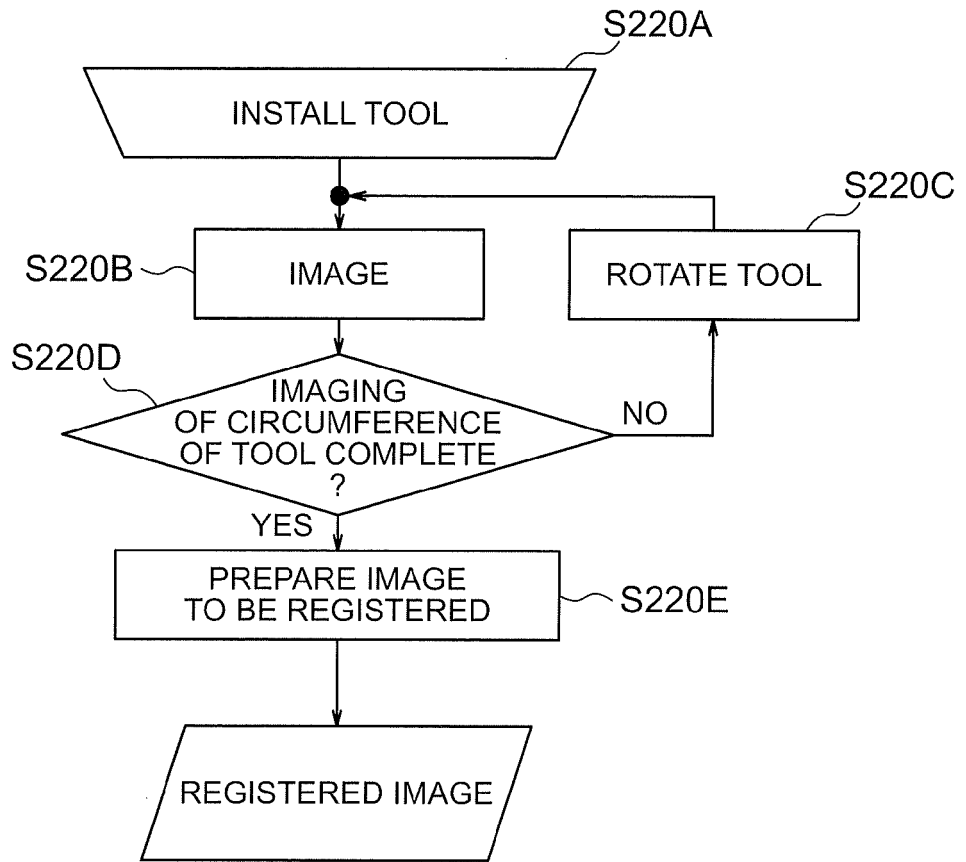 S220A
INSTALL TOOL
S220C
S220B
IMAGE
ROTATE TOOL
S220D
IMAGING
OF CIRCUMFERENCE
OF TOOL COMPLETE
?
NO
YES
PREPARE IMAGE
TO BE REGISTERED
S220E
REGISTERED IMAGE